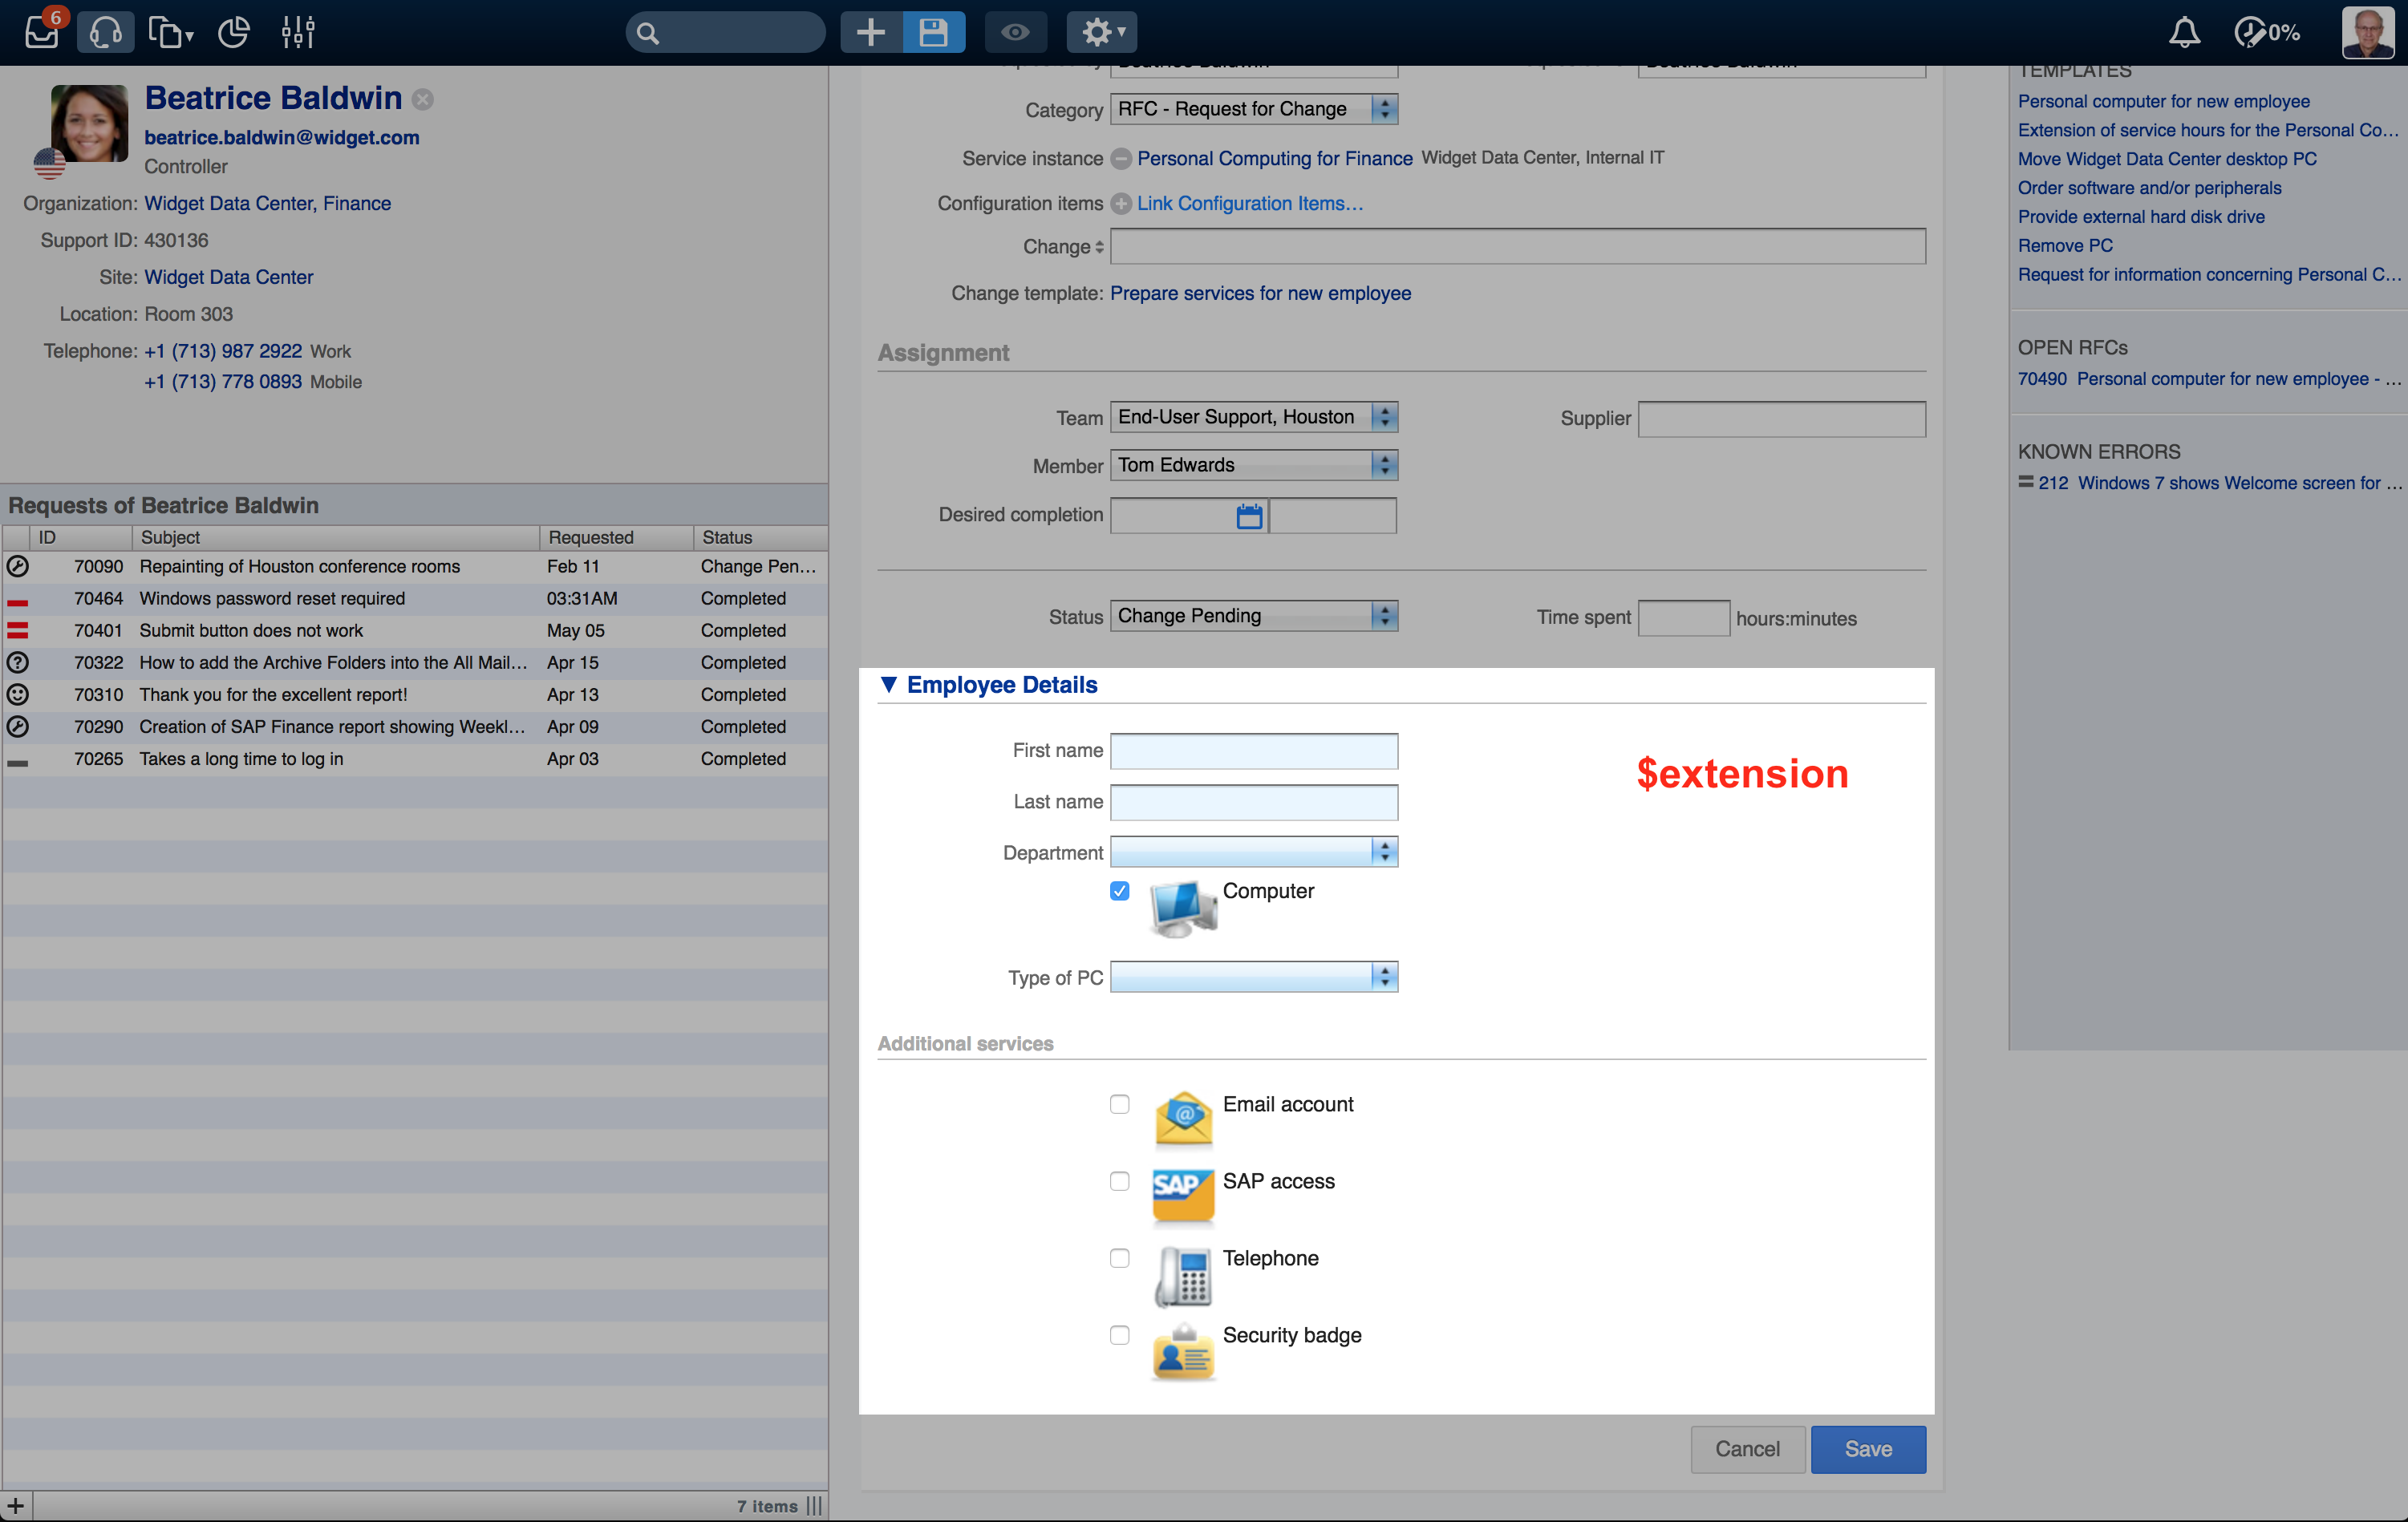 6
0%
Beatrice Baldwin
beatrice.baldwin@widget.com
Controller
Organization: Widget Data Center, Finance
Support ID: 430136
Site: Widget Data Center
Location: Room 303
Telephone: +1 (713) 987 2922 Work
+1 (713) 778 0893 Mobile
Requests of Beatrice Baldwin
ID Subject Requested Status
70090 Repainting of Houston conference rooms Feb 11 Change Pen…
70464 Windows password reset required 03:31AM Completed
70401 Submit button does not work May 05 Completed
70322 How to add the Archive Folders into the All Mail… Apr 15 Completed
70310 Thank you for the excellent report! Apr 13 Completed
70290 Creation of SAP Finance report showing Weekl… Apr 09 Completed
70265 Takes a long time to log in Apr 03 Completed
7 items
Beatrice Baldwin Beatrice Baldwin
Category RFC - Request for Change
Service instance Personal Computing for Finance Widget Data Center, Internal IT
Configuration items Link Configuration Items…
Change
Change template: Prepare services for new employee
Assignment
Team End-User Support, Houston Supplier
Member Tom Edwards
Desired completion
Status Change Pending Time spent hours:minutes
Employee Details
First name
$extension
Last name
Department
Computer
Type of PC
Additional services
Email account
SAP
SAP access
Telephone
Security badge
Cancel Save
TEMPLATES
Personal computer for new employee
Extension of service hours for the Personal Co…
Move Widget Data Center desktop PC
Order software and/or peripherals
Provide external hard disk drive
Remove PC
Request for information concerning Personal C…
OPEN RFCs
70490 Personal computer for new employee - …
KNOWN ERRORS
212 Windows 7 shows Welcome screen for …